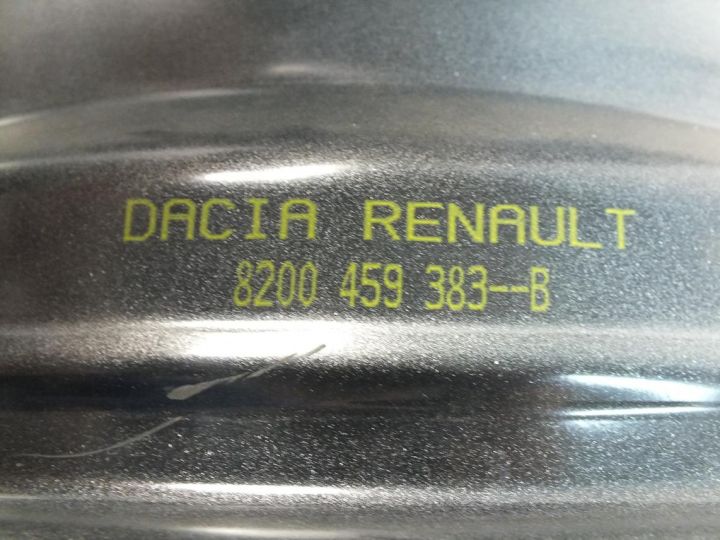 DACIA RENAULT
8200 459 383--B